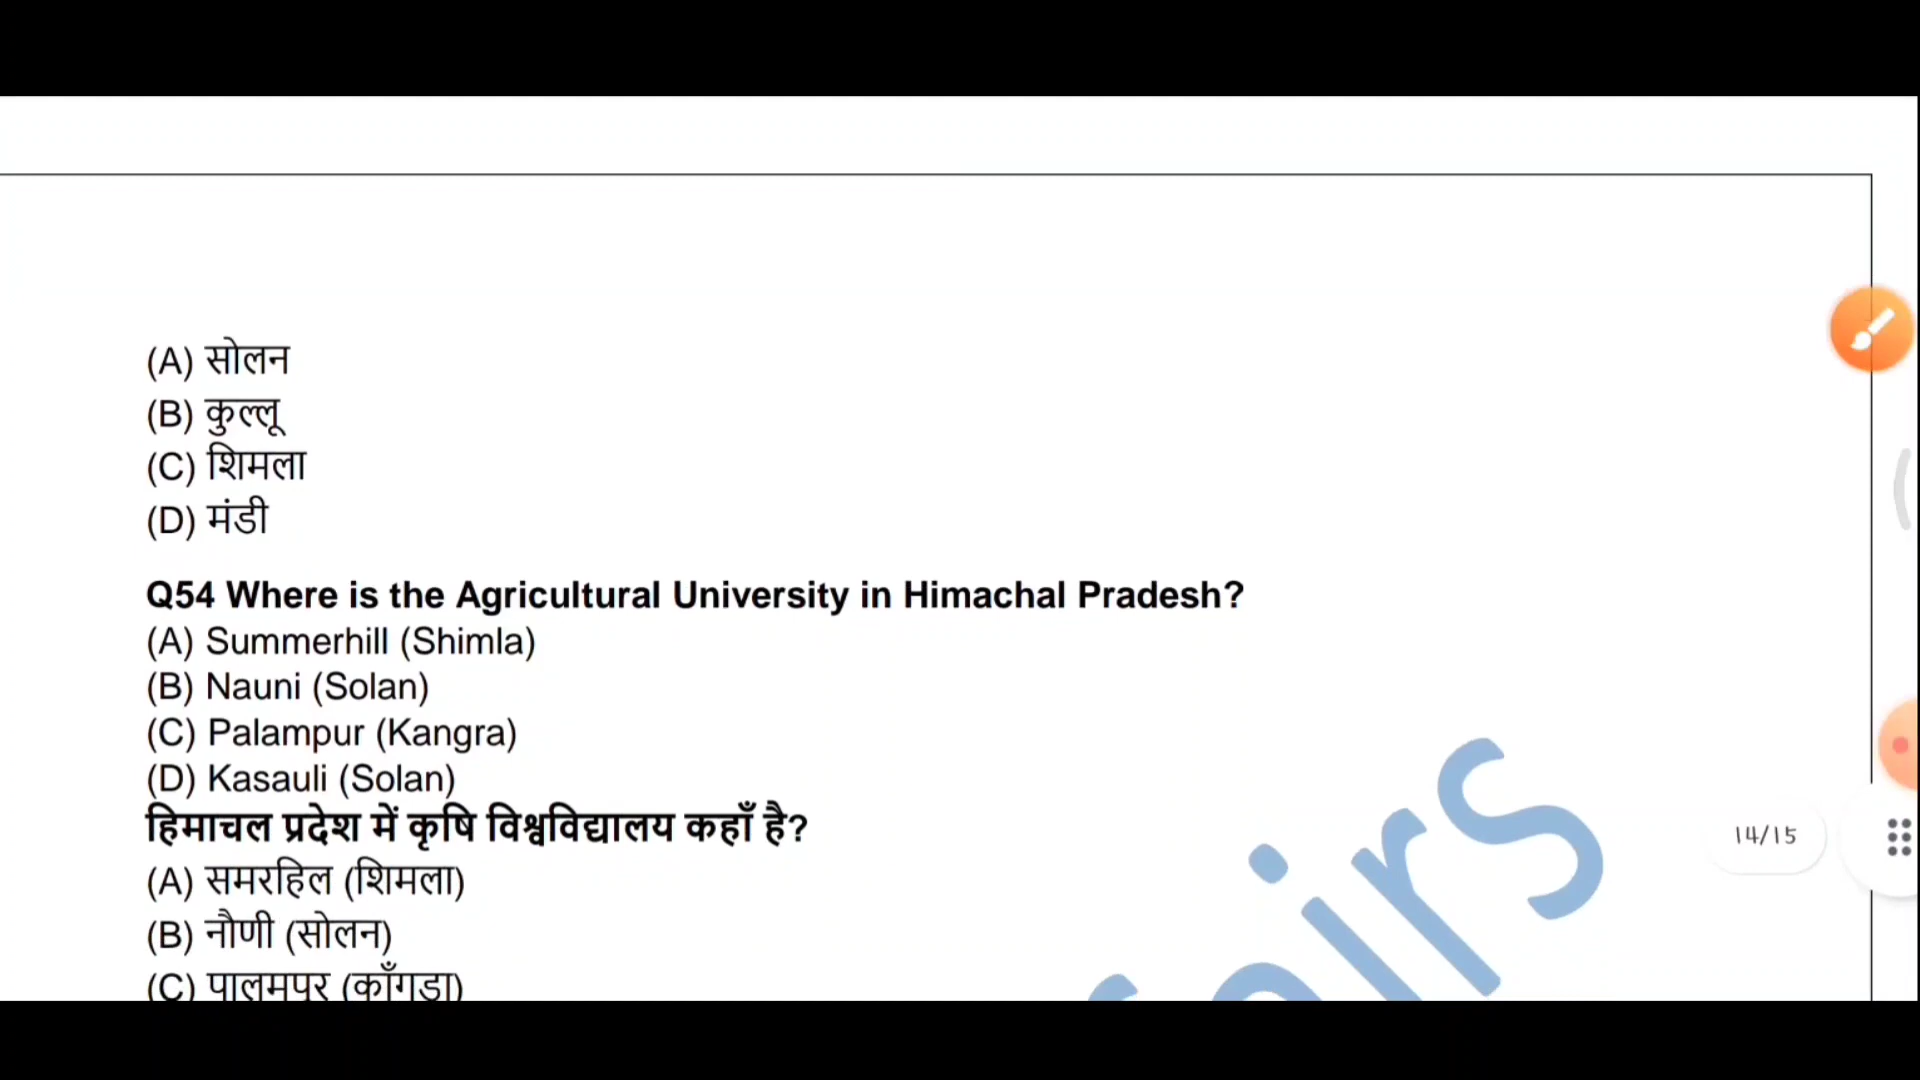 (A) सोलन
(B) कुल्लू
(C) शिमला
(D) मंडी
Q54 Where is the Agricultural University in Himachal Pradesh?
(A) Summerhill (Shimla)
(B) Nauni (Solan)
(C) Palampur (Kangra)
(D) Kasauli (Solan)
हिमाचल प्रदेश में कृषि विश्वविद्यालय कहाँ है?
(A) समरहिल (शिमला)
(B) नौणी (सोलन)
(C) पालमपुर (काँगड़ा)
14/15